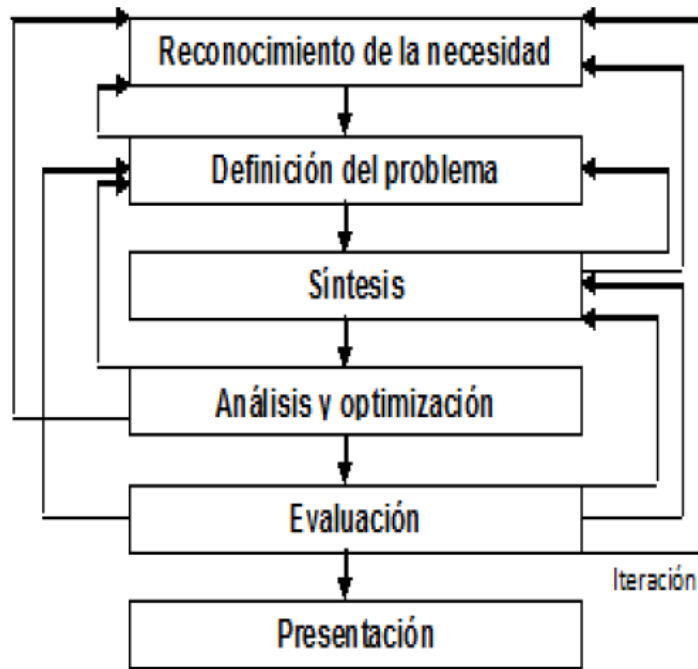 Reconocimiento de la necesidad
Definición del problema
Síntesis
Análisis y optimización
Evaluación
Iteración
Presentación